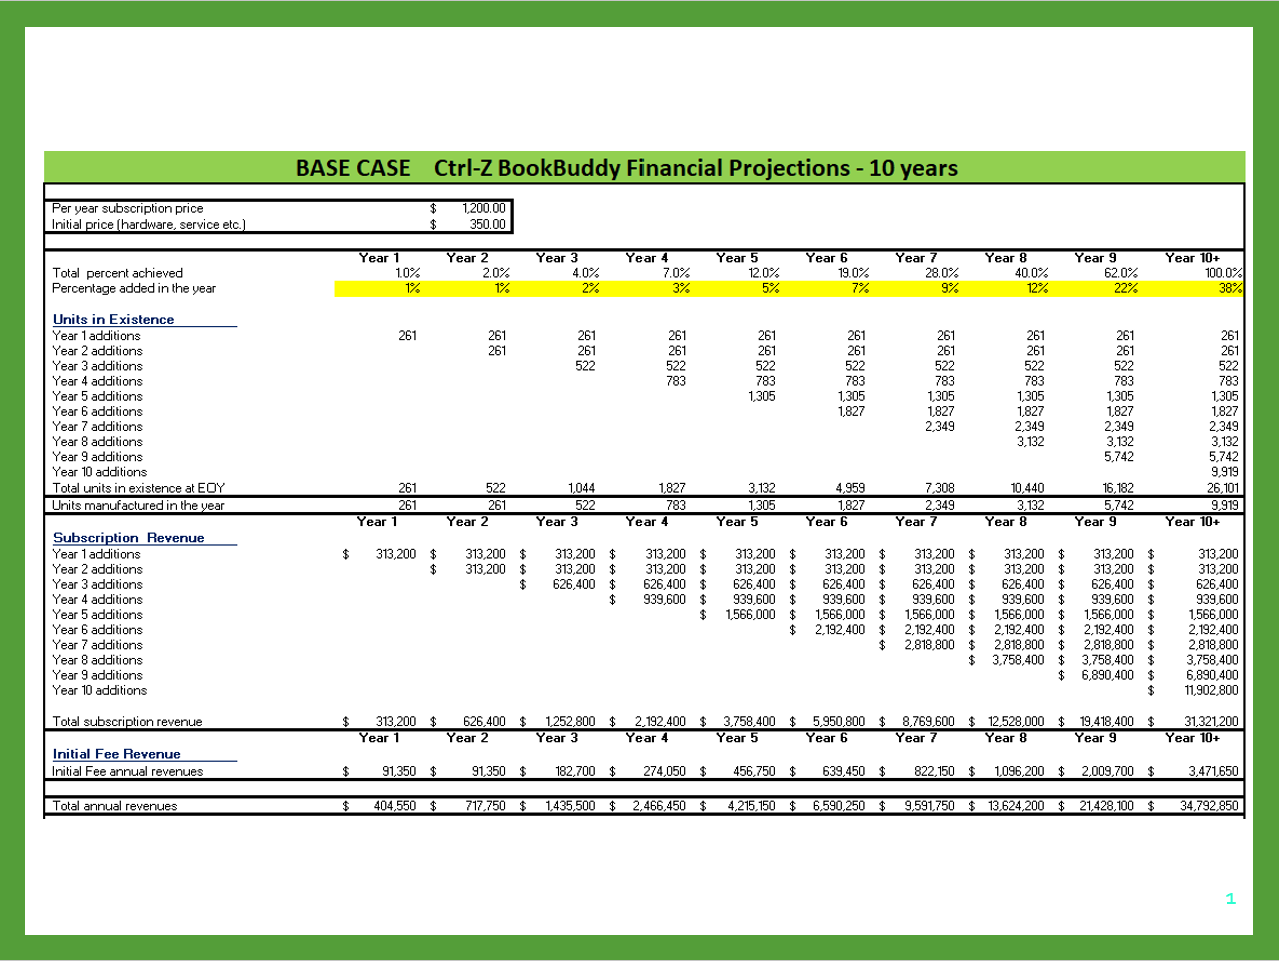 BASE CASE Ctrl-Z BookBuddy Financial Projections - 10 years
Per year subscription price $ 1,200.00
Initial price (hardware, service etc.) $ 350.00
Year 1 Year 2 Year 3 Year 4 Year 5 Year 6 Year 7 Year 8 Year 9 Year 10+
Total percent achieved 1.0% 2.0% 4.0% 7.0% 12.0% 19.0% 28.0% 40.0% 62.0% 100.0%
Percentage added in the year 1% 1% 2% 3% 5% 7% 9% 12% 22% 38%
Units in Existence
Year 1 additions 261 261 261 261 261 261 261 261 261 261
Year 2 additions 261 261 261 261 261 261 261 261 261
Year 3 additions 522 522 522 522 522 522 522 522
Year 4 additions 783 783 783 783 783 783 783
Year 5 additions 1,305 1,305 1,305 1,305 1,305 1,305
Year 6 additions 1,827 1,827 1,827 1,827 1,827
Year 7 additions 2,349 2,349 2,349 2,349
Year 8 additions 3,132 3,132 3,132
Year 9 additions 5,742 5,742
Year 10 additions 9,919
Total units in existence at EOY 261 522 1,044 1,827 3,132 4,959 7,308 10,440 16,182 26,101
Units manufactured in the year 261 261 522 783 1,305 1,827 2,349 3,132 5,742 9,919
Year 1 Year 2 Year 3 Year 4 Year 5 Year 6 Year 7 Year 8 Year 9 Year 10+
Subscription Revenue
Year 1 additions $ 313,200 $ 313,200 $ 313,200 $ 313,200 $ 313,200 $ 313,200 $ 313,200 $ 313,200 $ 313,200 $ 313,200
Year 2 additions $ 313,200 $ 313,200 $ 313,200 $ 313,200 $ 313,200 $ 313,200 $ 313,200 $ 313,200 $ 313,200
Year 3 additions $ 626,400 $ 626,400 $ 626,400 $ 626,400 $ 626,400 $ 626,400 $ 626,400 $ 626,400
Year 4 additions $ 939,600 $ 939,600 $ 939,600 $ 939,600 $ 939,600 $ 939,600 $ 939,600
Year 5 additions $ 1,566,000 $ 1,566,000 $ 1,566,000 $ 1,566,000 $ 1,566,000 $ 1,566,000
Year 6 additions $ 2,192,400 $ 2,192,400 $ 2,192,400 $ 2,192,400 $ 2,192,400
Year 7 additions $ 2,818,800 $ 2,818,800 $ 2,818,800 $ 2,818,800
Year 8 additions $ 3,758,400 $ 3,758,400 $ 3,758,400
Year 9 additions $ 6,890,400 $ 6,890,400
Year 10 additions $ 11,902,800
Total subscription revenue $ 313,200 $ 626,400 $ 1,252,800 $ 2,192,400 $ 3,758,400 $ 5,950,800 $ 8,769,600 $ 12,528,000 $ 19,418,400 $ 31,321,200
Year 1 Year 2 Year 3 Year 4 Year 5 Year 6 Year 7 Year 8 Year 9 Year 10+
Initial Fee Revenue
Initial Fee annual revenues $ 91,350 $ 91,350 $ 182,700 $ 274,050 $ 456,750 $ 639,450 $ 822,150 $ 1,096,200 $ 2,009,700 $ 3,471,650
Total annual revenues $ 404,550 $ 717,750 $ 1,435,500 $ 2,466,450 $ 4,215,150 $ 6,590,250 $ 9,591,750 $ 13,624,200 $ 21,428,100 $ 34,792,850
1